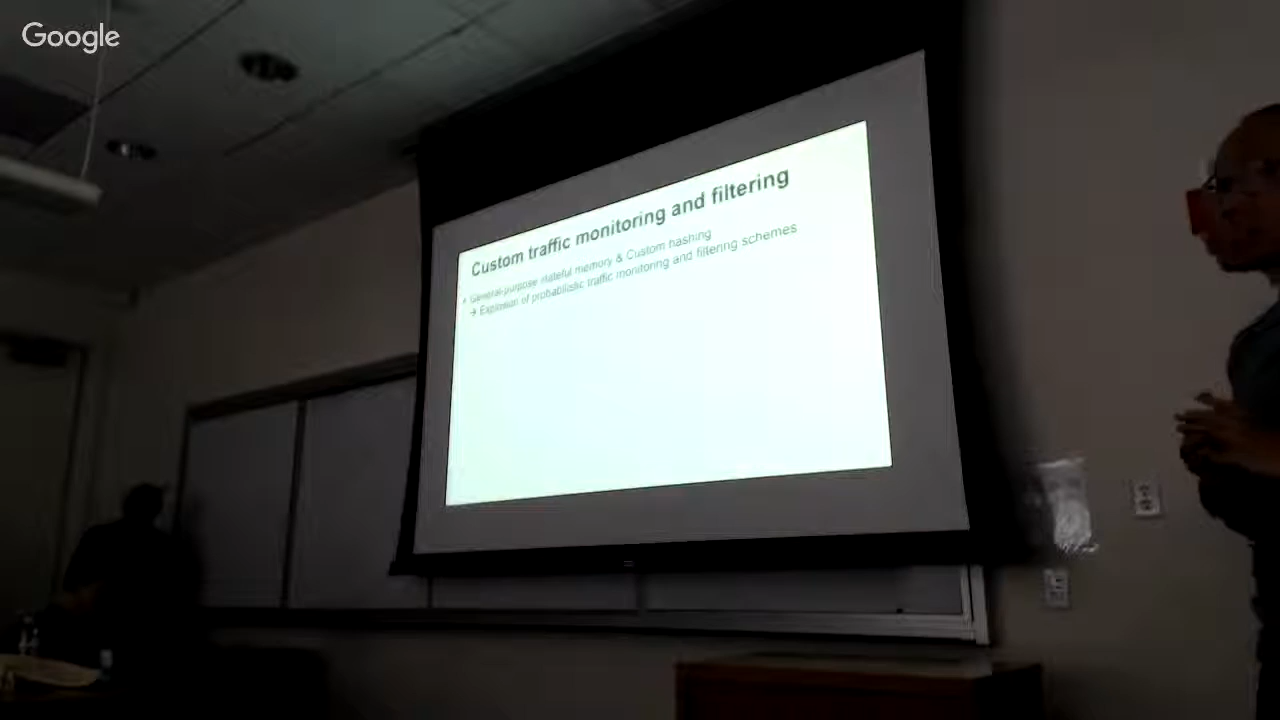 Google
Custom traffic monitoring and filtering
• General-purpose stateful memory & Custom hashing
➔ Explosion of probabilistic traffic monitoring and filtering schemes